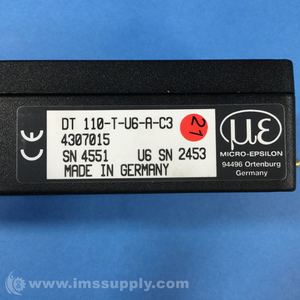 DT 110-T-U6-A-C3
4307015
SN 4551 U6 SN 2453
MADE IN GERMANY
21
CE
µε
MICRO-EPSILON
94496 Ortenburg
Germany
© www.imssupply.com